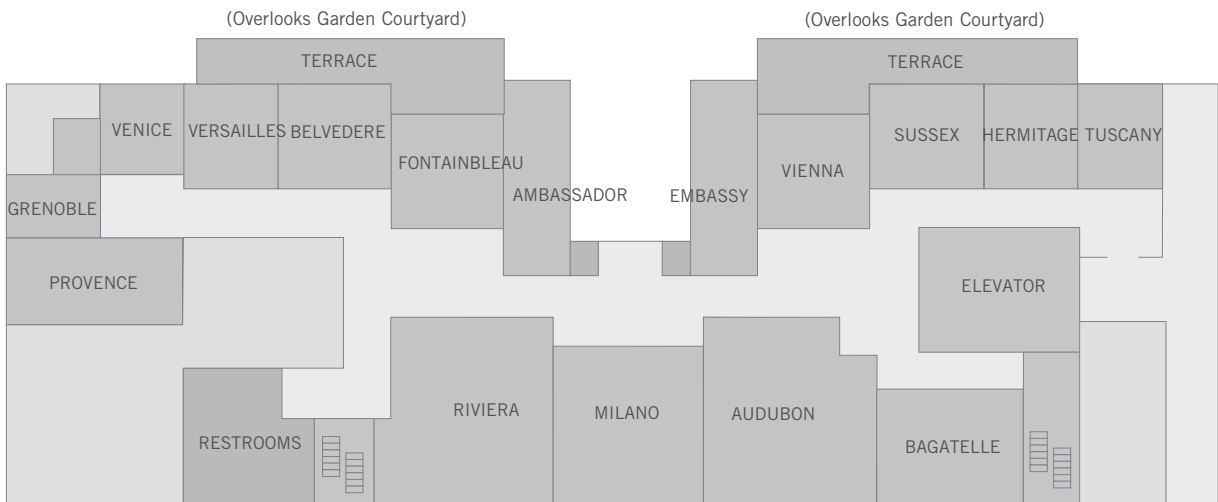 (Overlooks Garden Courtyard)
(Overlooks Garden Courtyard)
TERRACE
TERRACE
VENICE
VERSAILLES
BELVEDERE
FONTAINBLEAU
AMBASSADOR
EMBASSY
VIENNA
SUSSEX
HERMITAGE
TUSCANY
GRENOBLE
PROVENCE
ELEVATOR
RESTROOMS
RIVIERA
MILANO
AUDUBON
BAGATELLE